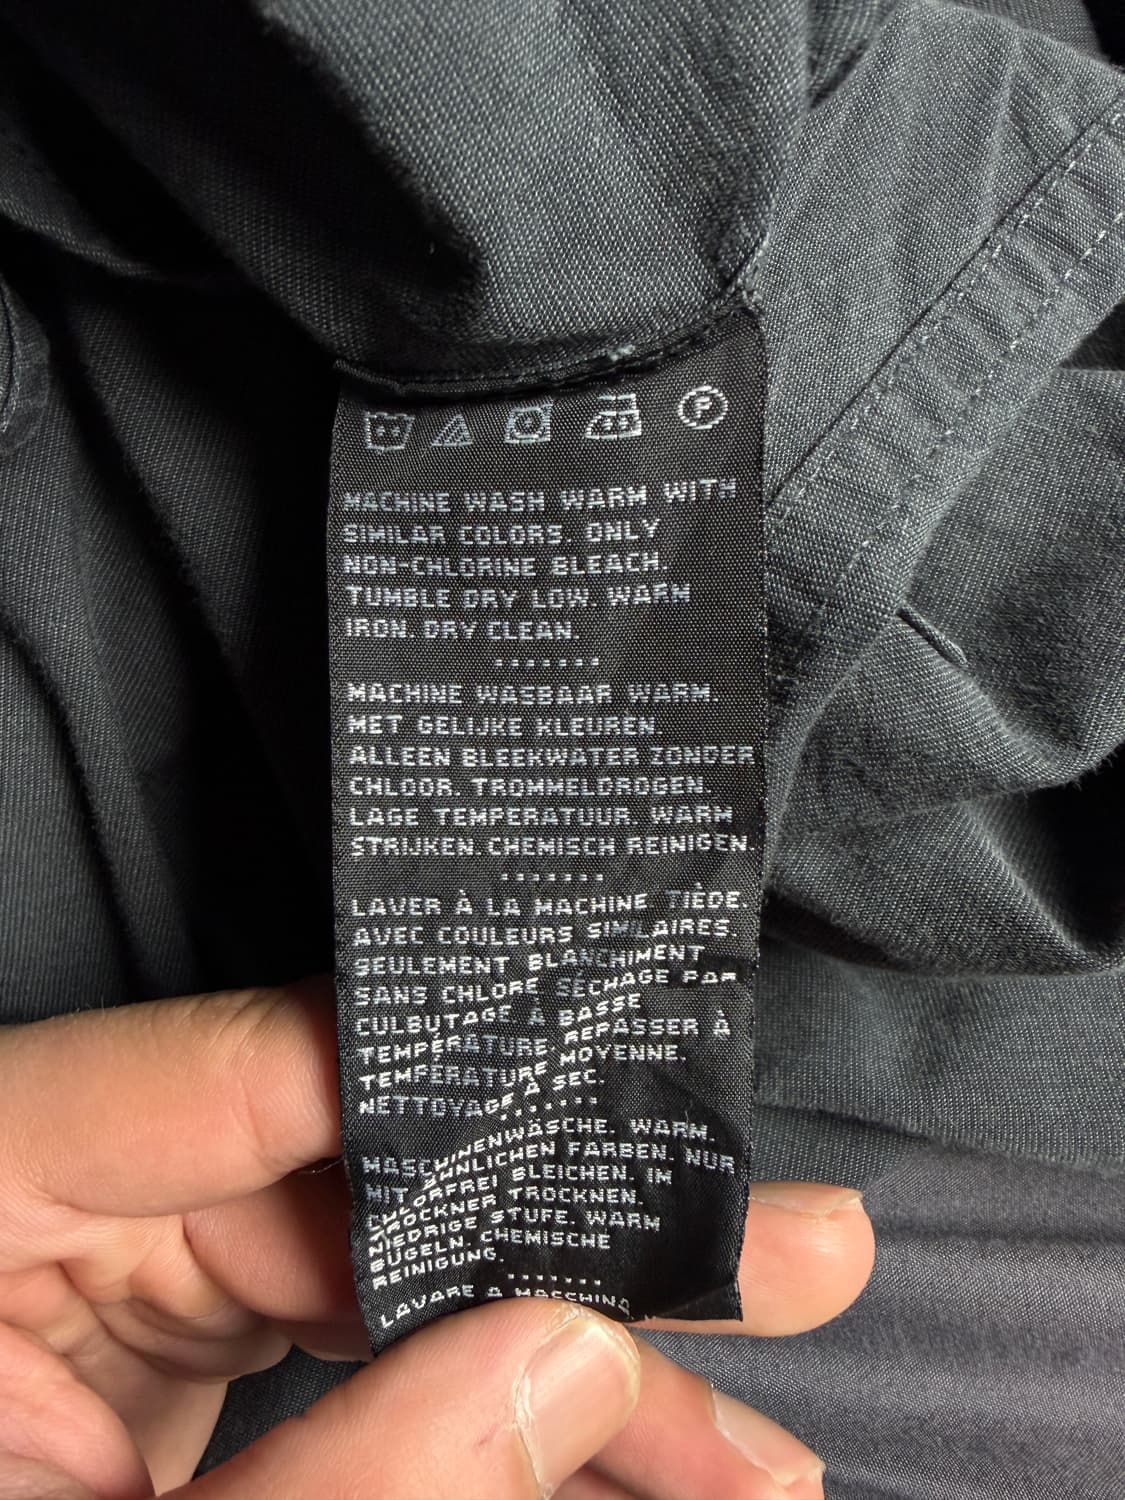 P
MACHINE WASH WARM WITH
SIMILAR COLORS. ONLY
NON-CHLORINE BLEACH.
TUMBLE DRY LOW. WARM
IRON. DRY CLEAN.
MACHINE WASBAAR WARM.
MET GELIJKE KLEUREN.
ALLEEN BLEEKWATER ZONDER
CHLOOR. TROMMELDROGEN.
LAGE TEMPERATUUR. WARM
STRIJKEN. CHEMISCH REINIGEN.
LAVER À LA MACHINE TIÈDE.
AVEC COULEURS SIMILAIRES.
SEULEMENT BLANCHIMENT
SANS CHLORE SÉCHAGE PAR
CULBUTAGE À BASSE
TEMPÉRATURE. REPASSER À
TEMPÉRATURE MOYENNE.
NETTOYAGE À SEC.
MASCHINENWÄSCHE. WARM.
MIT ÄHNLICHEN FARBEN. NUR
CHLORFREI BLEICHEN. IM
TROCKNER TROCKNEN.
NIEDRIGE STUFE. WARM
BÜGELN. CHEMISCHE
REINIGUNG.
LAVARE A MACCHINA